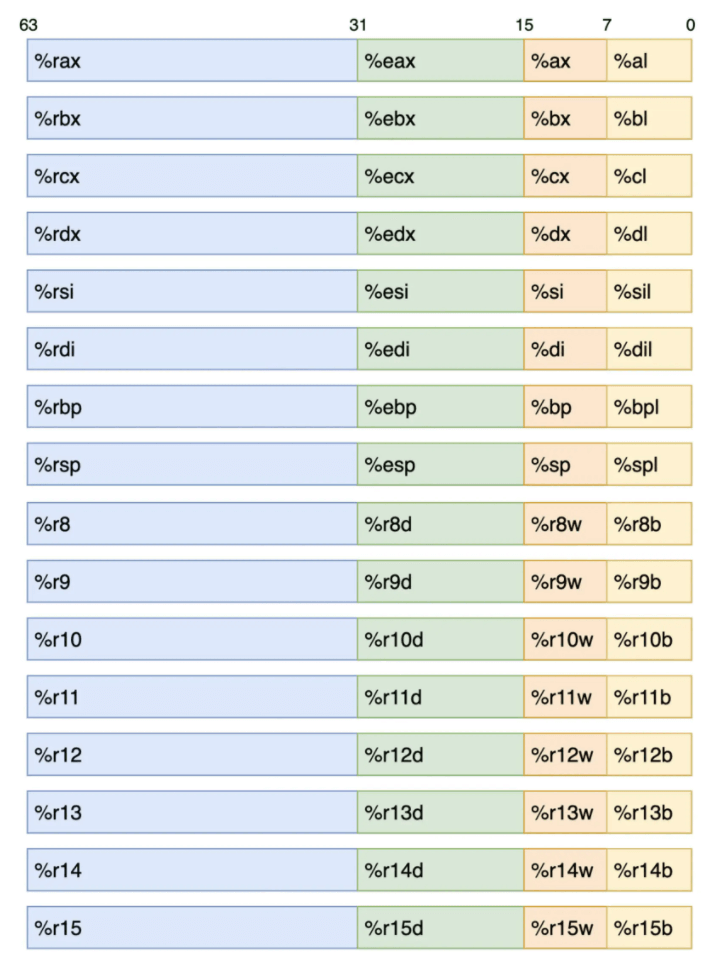 63 31 15 7 0
%rax %eax %ax %al
%rbx %ebx %bx %bl
%rcx %ecx %cx %cl
%rdx %edx %dx %dl
%rsi %esi %si %sil
%rdi %edi %di %dil
%rbp %ebp %bp %bpl
%rsp %esp %sp %spl
%r8 %r8d %r8w %r8b
%r9 %r9d %r9w %r9b
%r10 %r10d %r10w %r10b
%r11 %r11d %r11w %r11b
%r12 %r12d %r12w %r12b
%r13 %r13d %r13w %r13b
%r14 %r14d %r14w %r14b
%r15 %r15d %r15w %r15b